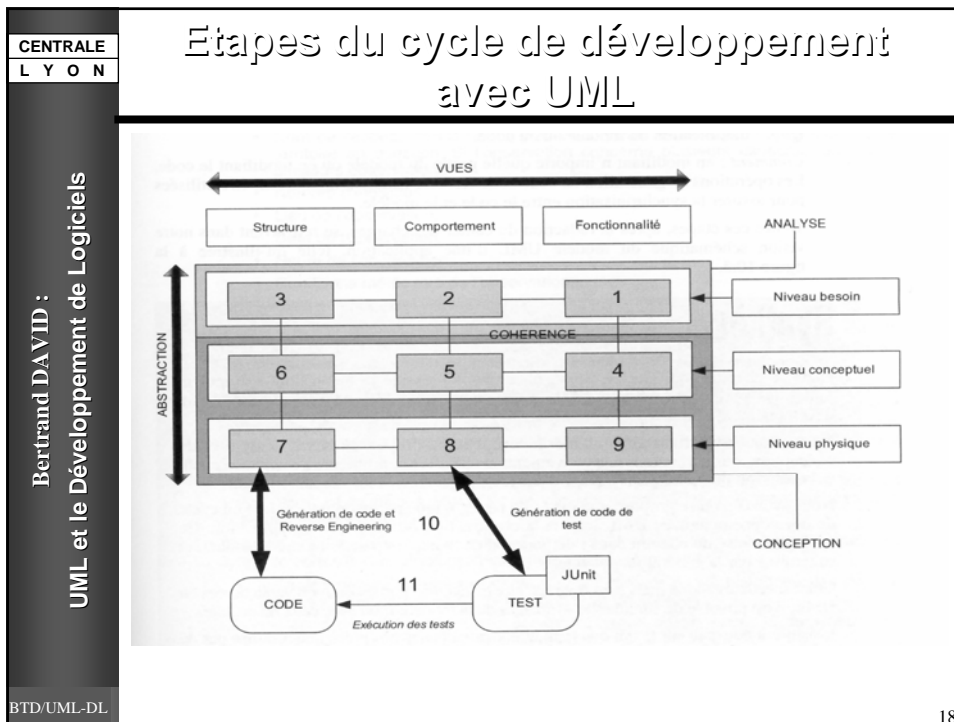 CENTRALE
L Y O N
Etapes du cycle de développement
avec UML
Bertrand DAVID :
UML et le Développement de Logiciels
VUES
Structure
Comportement
Fonctionnalité
ANALYSE
ABSTRACTION
3
2
1
Niveau besoin
COHERENCE
6
5
4
Niveau conceptuel
7
8
9
Niveau physique
Génération de code et
Reverse Engineering
10
Génération de code de
test
CONCEPTION
CODE
11
Exécution des tests
TEST
JUnit
BTD/UML-DL
18